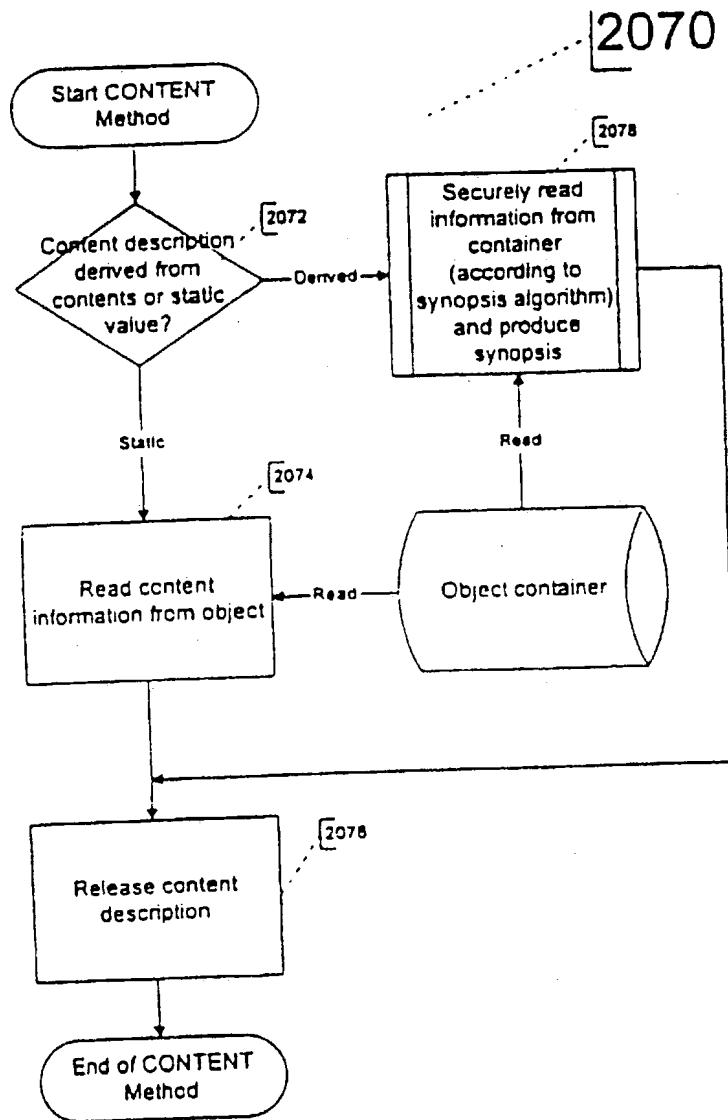 2070
Start CONTENT
Method
2078
2072
Content description
derived from
contents or static
value?
Derived
Securely read
information from
container
(according to
synopsis algorithm)
and produce
synopsis
Static
Read
2074
Read content
information from object
Read
Object container
2076
Release content
description
End of CONTENT
Method